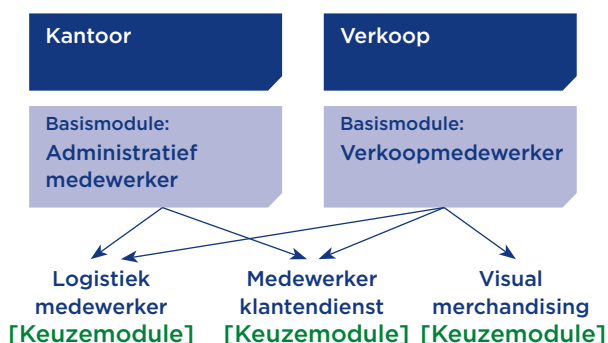 Kantoor
Verkoop
Basismodule:
Administratief
medewerker
Basismodule:
Verkoopmedewerker
Logistiek
medewerker
[Keuzemodule]
Medewerker
klantendienst
[Keuzemodule]
Visual
merchandising
[Keuzemodule]